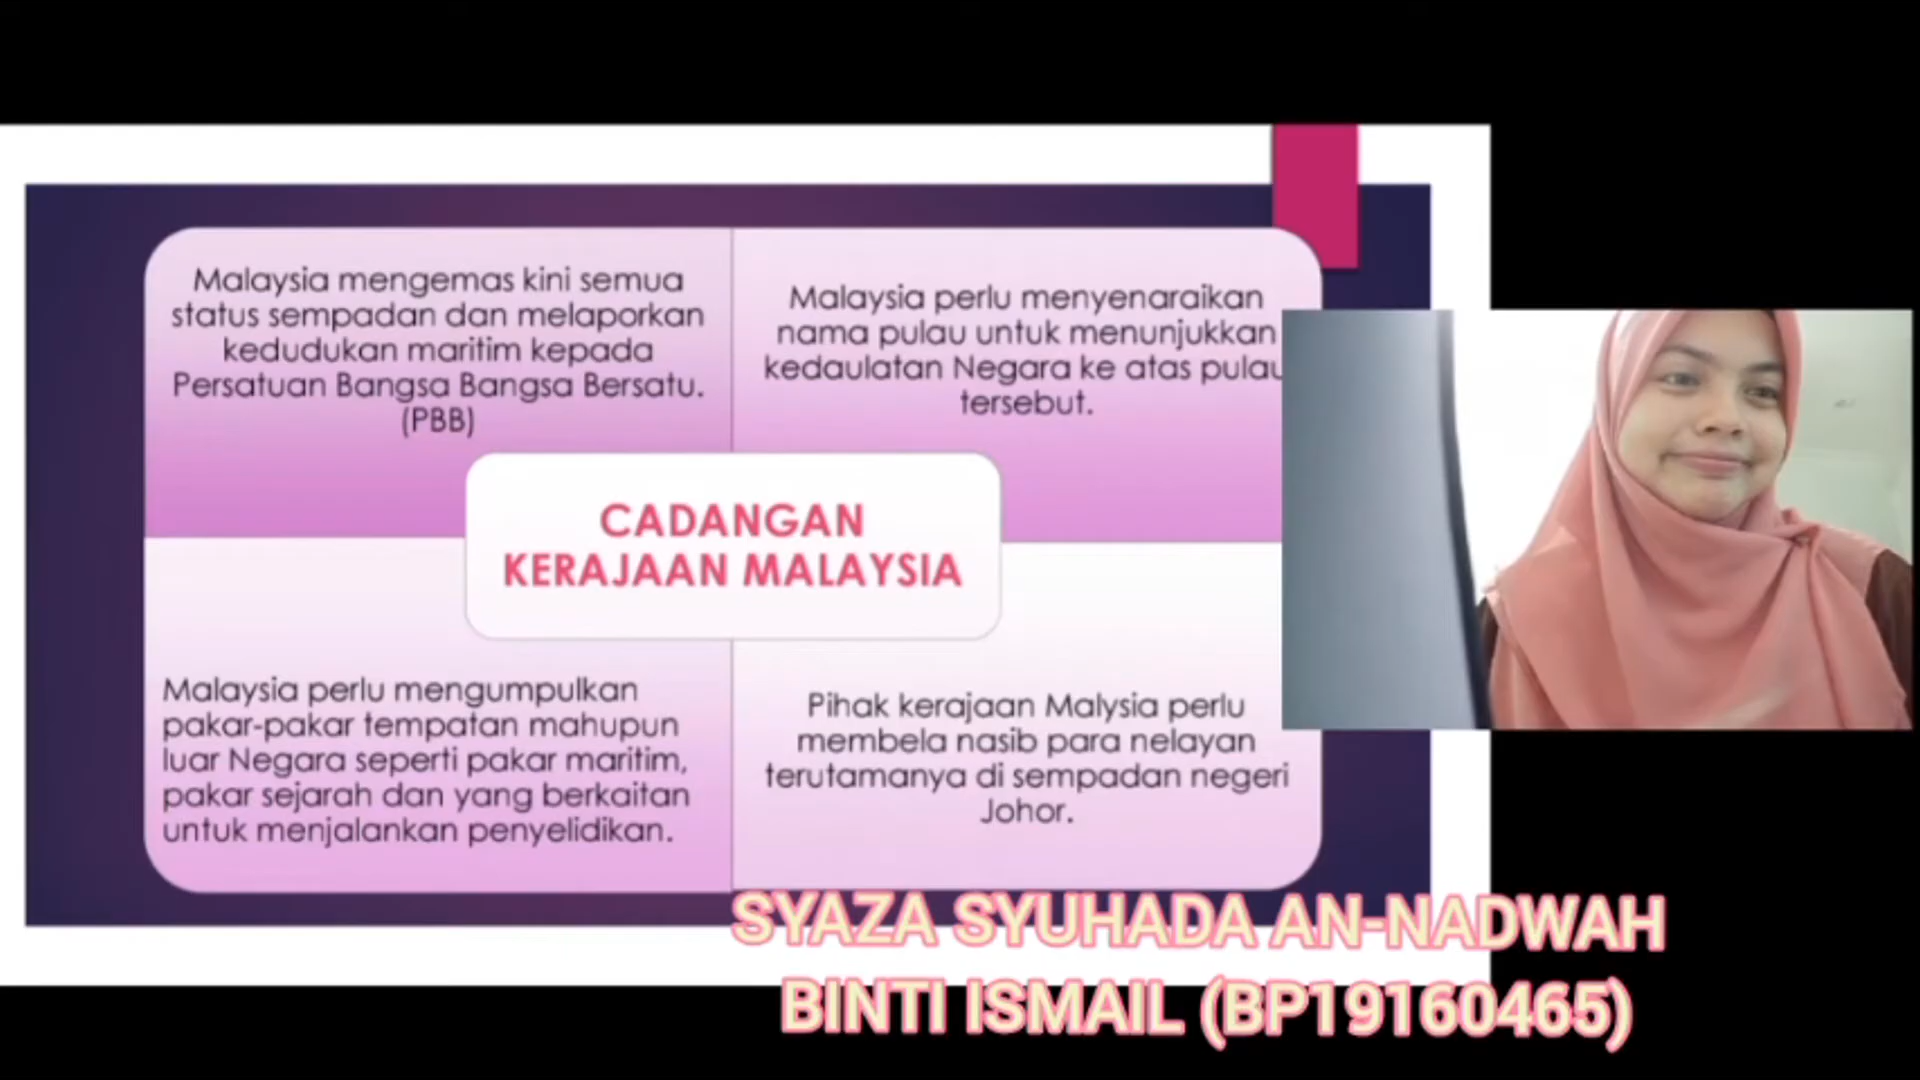 Malaysia mengemas kini semua
status sempadan dan melaporkan
kedudukan maritim kepada
Persatuan Bangsa Bangsa Bersatu.
(PBB)
Malaysia perlu menyenaraikan
nama pulau untuk menunjukkan
kedaulatan Negara ke atas pulau
tersebut.
CADANGAN
KERAJAAN MALAYSIA
Malaysia perlu mengumpulkan
pakar-pakar tempatan mahupun
luar Negara seperti pakar maritim,
pakar sejarah dan yang berkaitan
untuk menjalankan penyelidikan.
Pihak kerajaan Malysia perlu
membela nasib para nelayan
terutamanya di sempadan negeri
Johor.
SYAZA SYUHADA AN-NADWAH
BINTI ISMAIL (BP19160465)